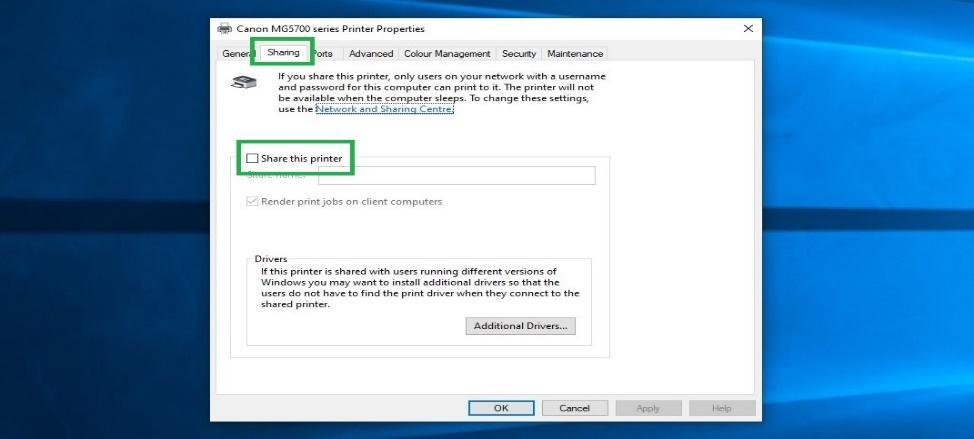 Canon MG5700 series Printer Properties
General Sharing Ports Advanced Colour Management Security Maintenance
If you share this printer, only users on your network with a username
and password for this computer can print to it. The printer will not
be available when the computer sleeps. To change these settings,
use the Network and Sharing Centre.
Share this printer
Share name:
Render print jobs on client computers
Drivers
If this printer is shared with users running different versions of
Windows you may want to install additional drivers so that the
users do not have to find the print driver when they connect to the
shared printer.
Additional Drivers...
OK Cancel Apply Help